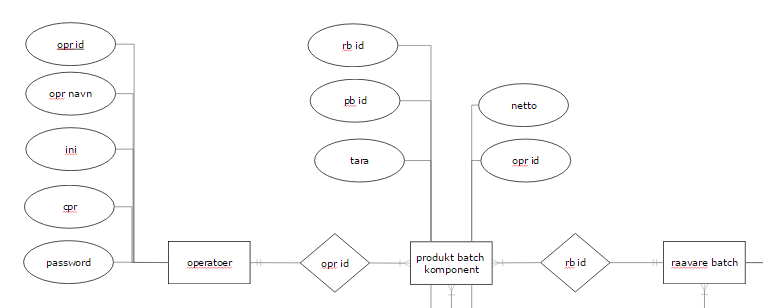 opr id
opr navn
ini
cpr
password
operatoer
opr id
rb id
pb id
tara
netto
opr id
produkt batch
komponent
rb id
raavare batch